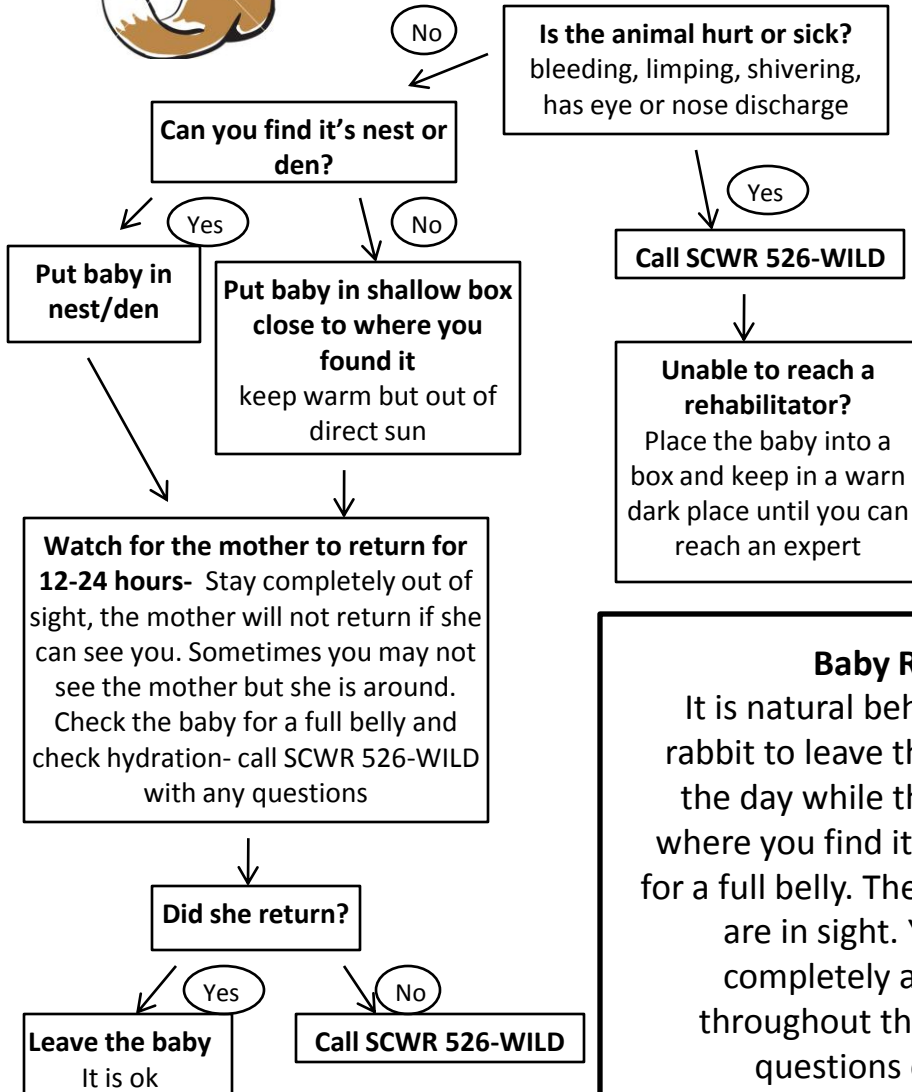 Is the animal hurt or sick?
bleeding, limping, shivering,
has eye or nose discharge
No
Can you find it's nest or
den?
Yes
Put baby in
nest/den
No
Put baby in shallow box
close to where you
found it
keep warm but out of
direct sun
Yes
Call SCWR 526-WILD
Unable to reach a
rehabilitator?
Place the baby into a
box and keep in a warn
dark place until you can
reach an expert
Watch for the mother to return for
12-24 hours- Stay completely out of
sight, the mother will not return if she
can see you. Sometimes you may not
see the mother but she is around.
Check the baby for a full belly and
check hydration- call SCWR 526-WILD
with any questions
Did she return?
Yes
Leave the baby
It is ok
No
Call SCWR 526-WILD
Baby
It is natural
rabbit to leave
the day while
where you find it
for a full belly.
are in sight.
completely
throughout
questions